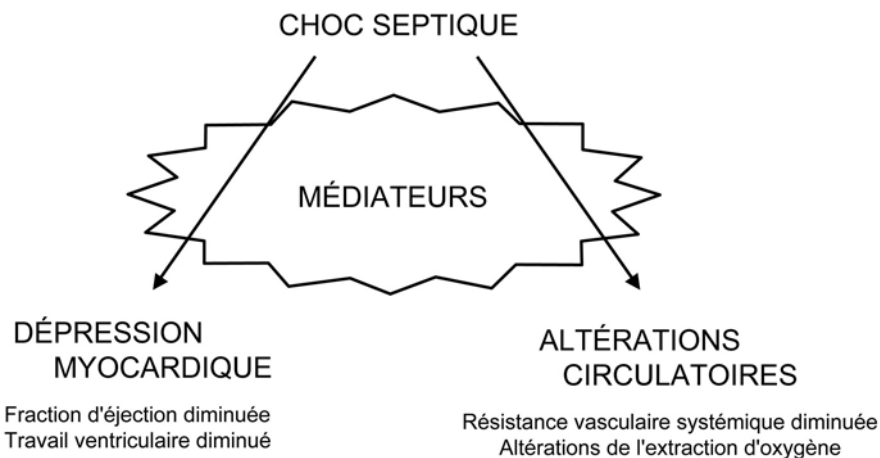 CHOC SEPTIQUE
MÉDIATEURS
DÉPRESSION
MYOCARDIQUE
Fraction d'éjection diminuée
Travail ventriculaire diminué
ALTÉRATIONS
CIRCULATOIRES
Résistance vasculaire systémique diminuée
Altérations de l'extraction d'oxygène